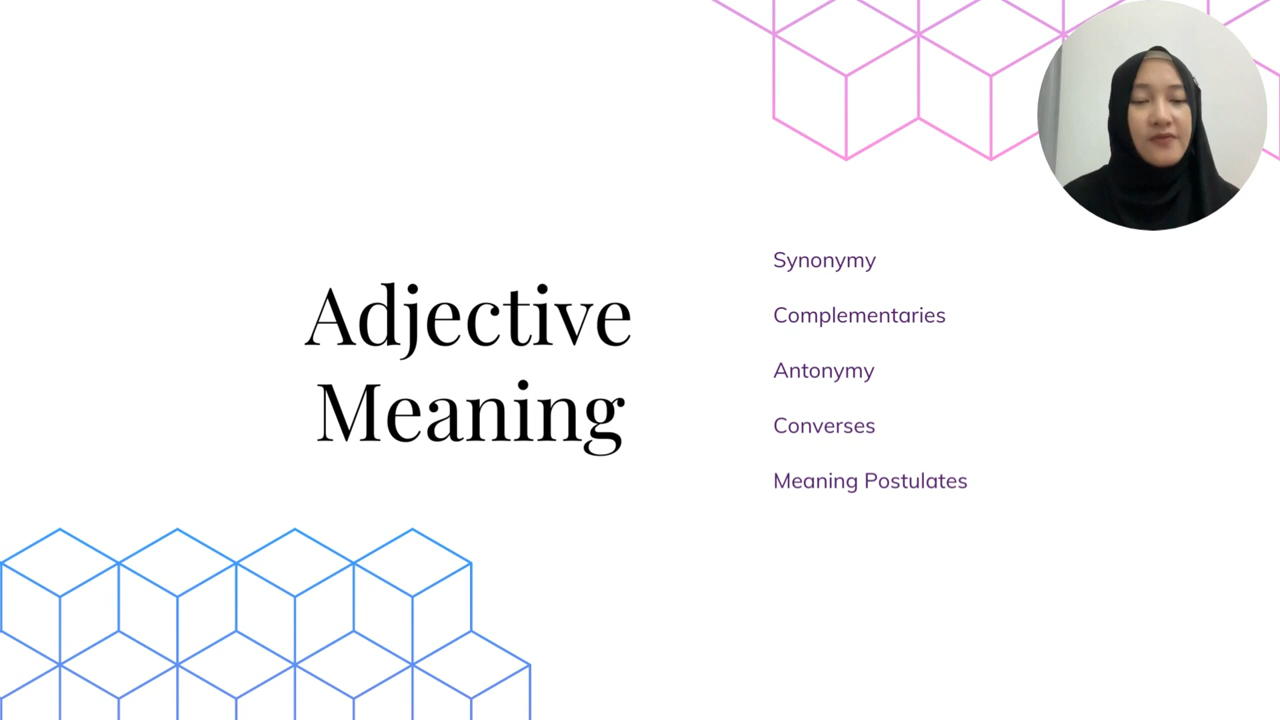 Adjective
Meaning
Synonymy
Complementaries
Antonymy
Converses
Meaning Postulates